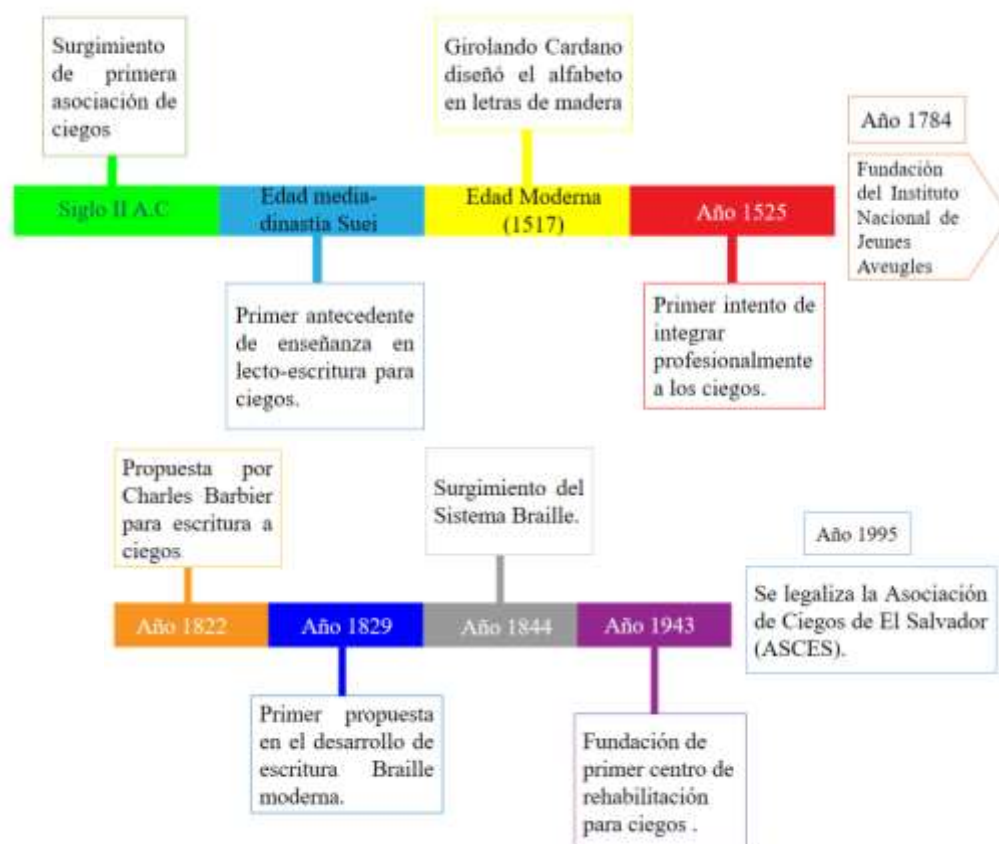 Surgimiento
de primera
asociación de
ciegos
Girolando Cardano
diseñó el alfabeto
en letras de madera
Año 1784
Fundación
del Instituto
Nacional de
Jeunes
Aveugles
Siglo II A.C
Edad media-
dinastía Suei
Edad Moderna
(1517)
Año 1525
Primer antecedente
de enseñanza en
lecto-escritura para
ciegos.
Primer intento de
integrar
profesionalmente
a los ciegos.
Propuesta por
Charles Barbier
para escritura a
ciegos
Surgimiento del
Sistema Braille.
Año 1995
Se legaliza la Asociación
de Ciegos de El Salvador
(ASCES).
Año 1822
Año 1829
Año 1844
Año 1943
Primer propuesta
en el desarrollo de
escritura Braille
moderna.
Fundación de
primer centro de
rehabilitación
para ciegos .